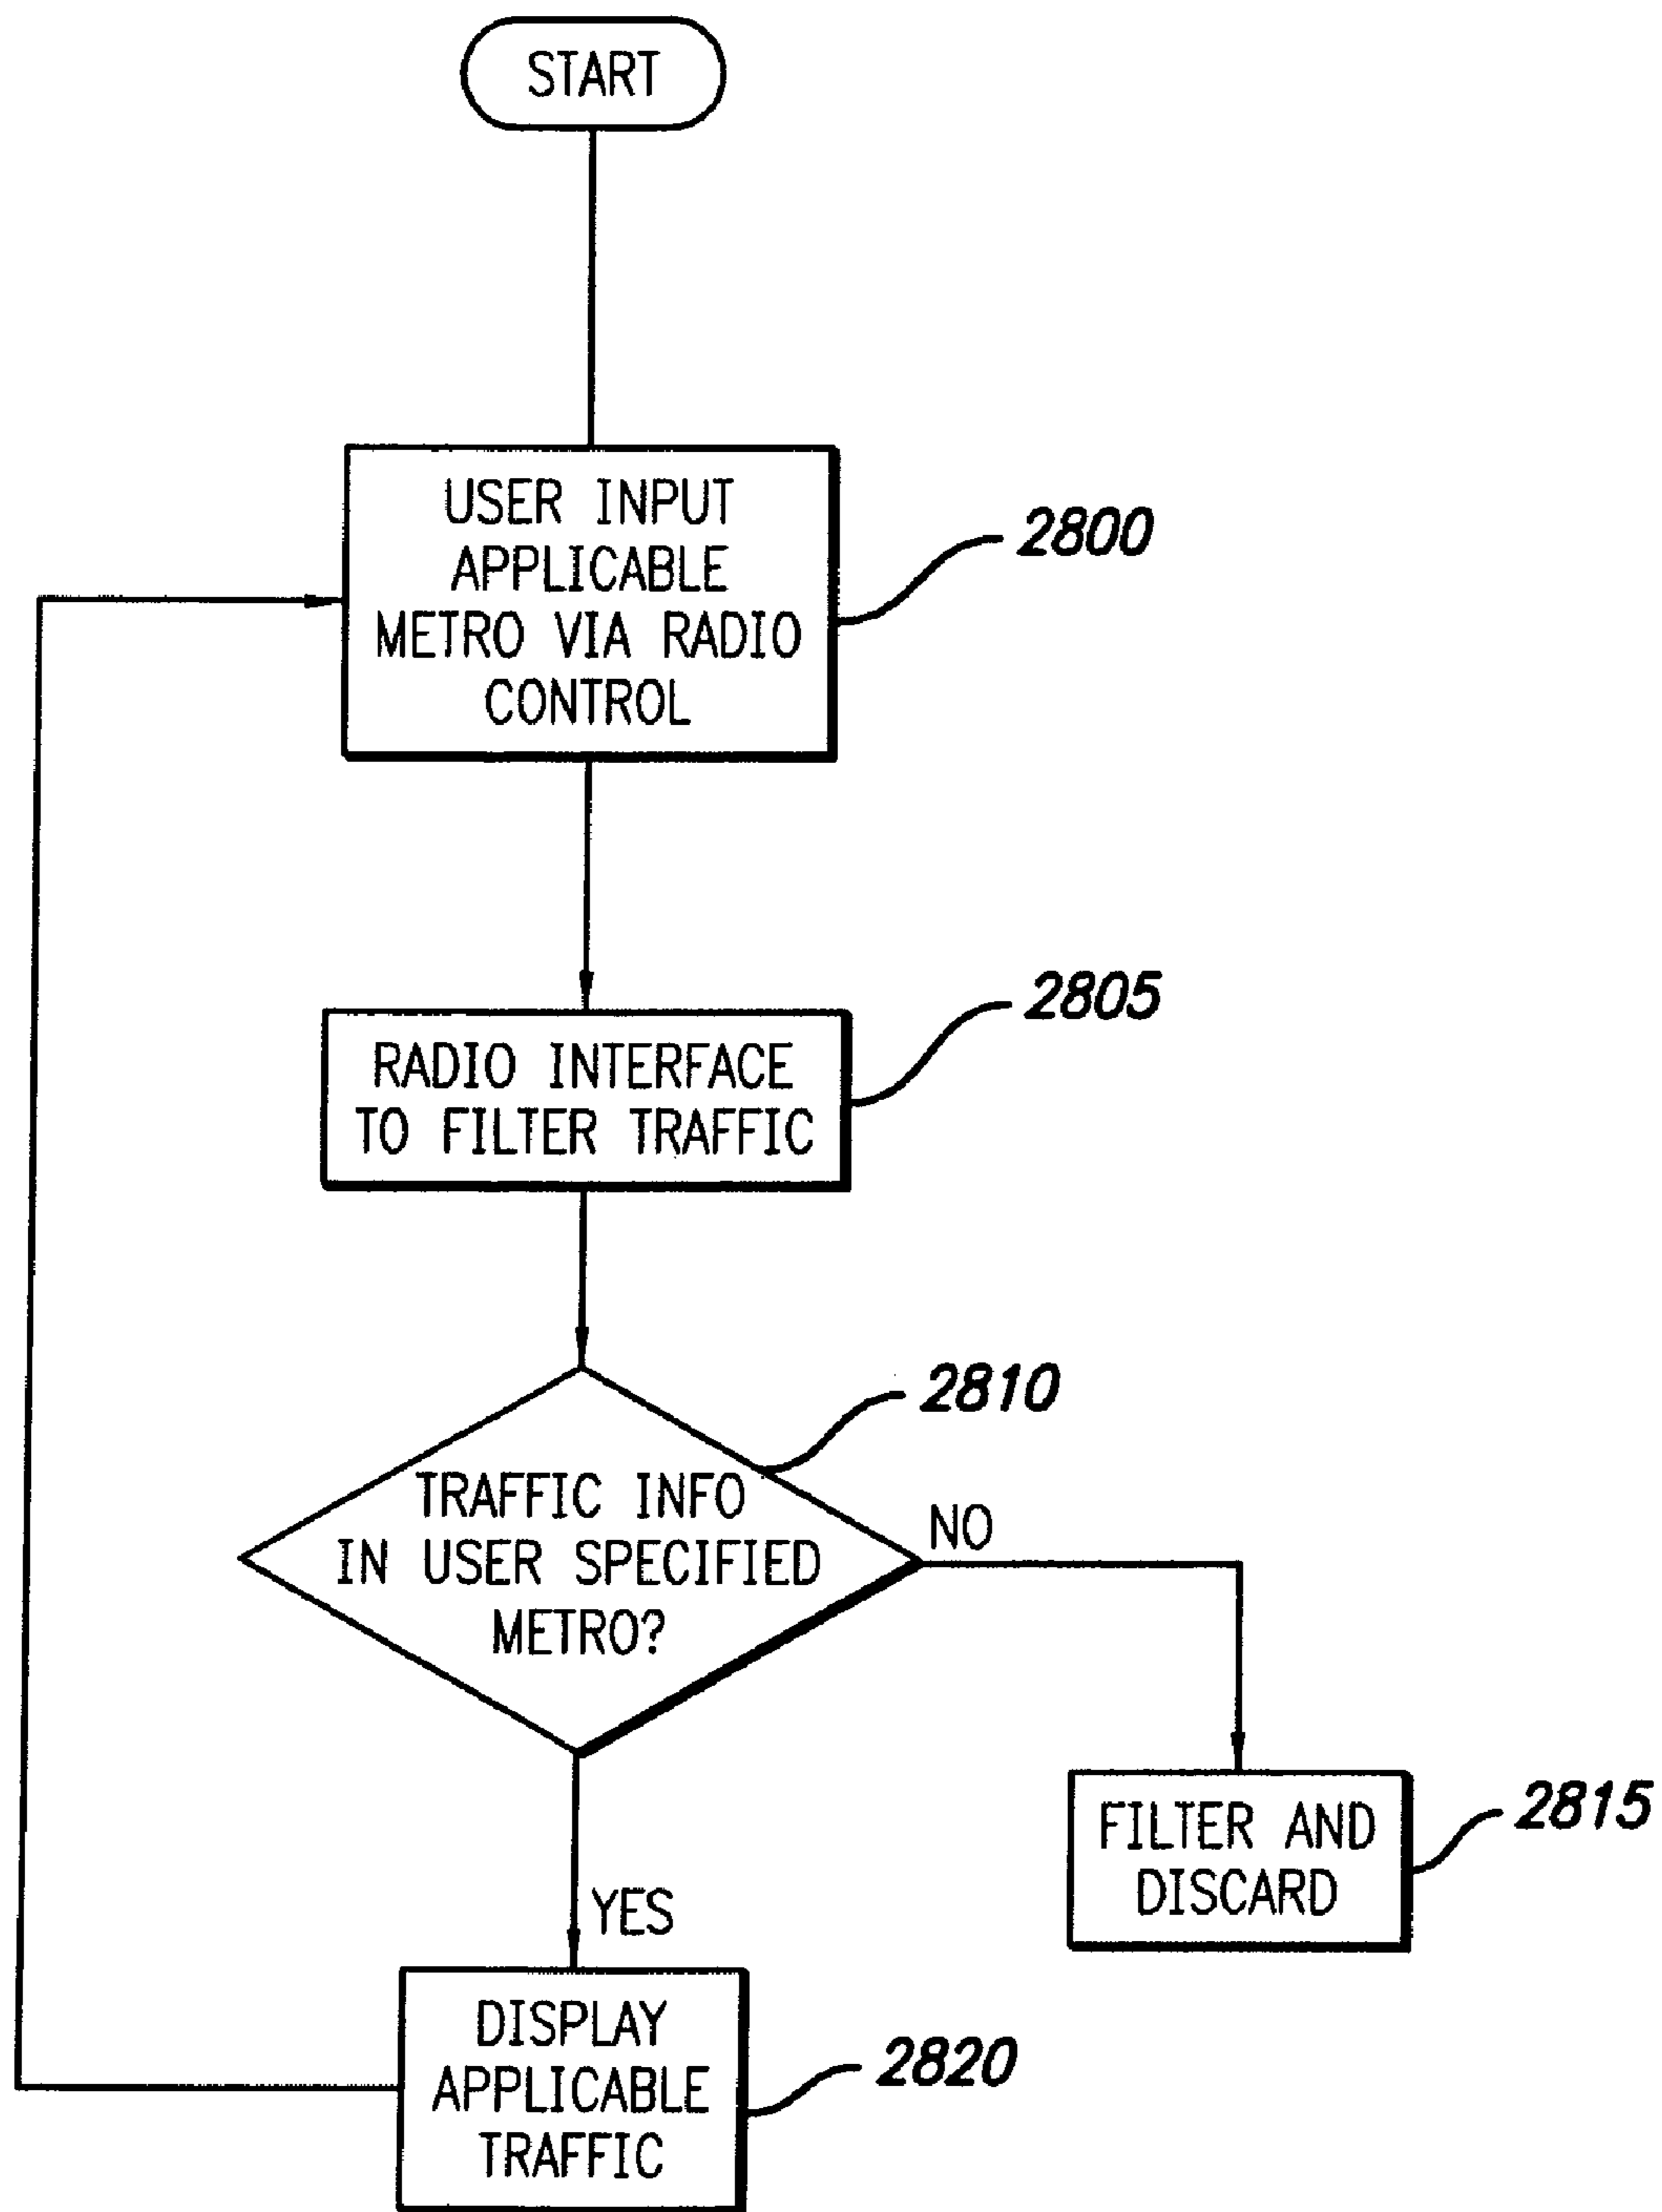 START
USER INPUT
APPLICABLE
METRO VIA RADIO
CONTROL
2800
RADIO INTERFACE
TO FILTER TRAFFIC
2805
TRAFFIC INFO
IN USER SPECIFIED
METRO?
2810
NO
FILTER AND
DISCARD
2815
YES
DISPLAY
APPLICABLE
TRAFFIC
2820